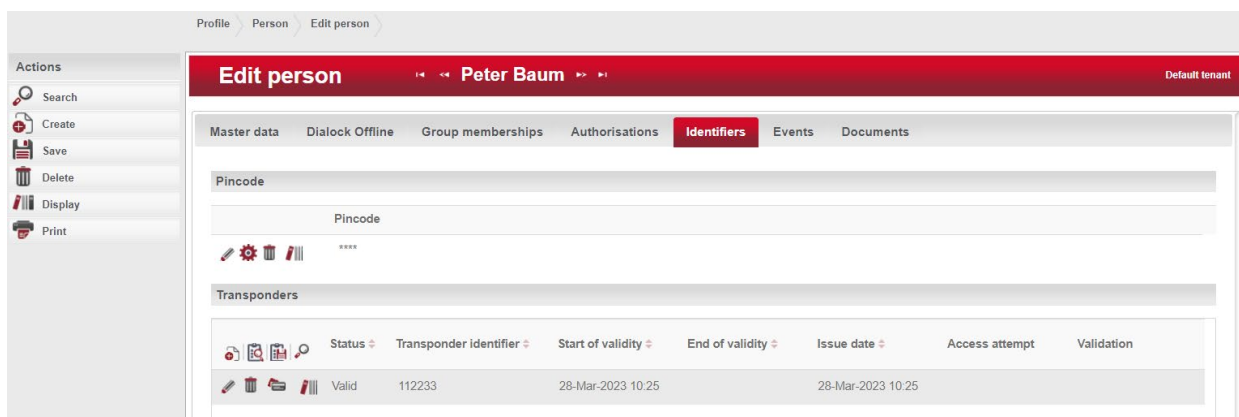 Profile Person Edit person
Actions
Search
Create
Save
Delete
Display
Print
Edit person Peter Baum Default tenant
Master data Dialock Offline Group memberships Authorisations Identifiers Events Documents
Pincode
Pincode
****
Transponders
Status Transponder identifier Start of validity End of validity Issue date Access attempt Validation
Valid 112233 28-Mar-2023 10:25 28-Mar-2023 10:25